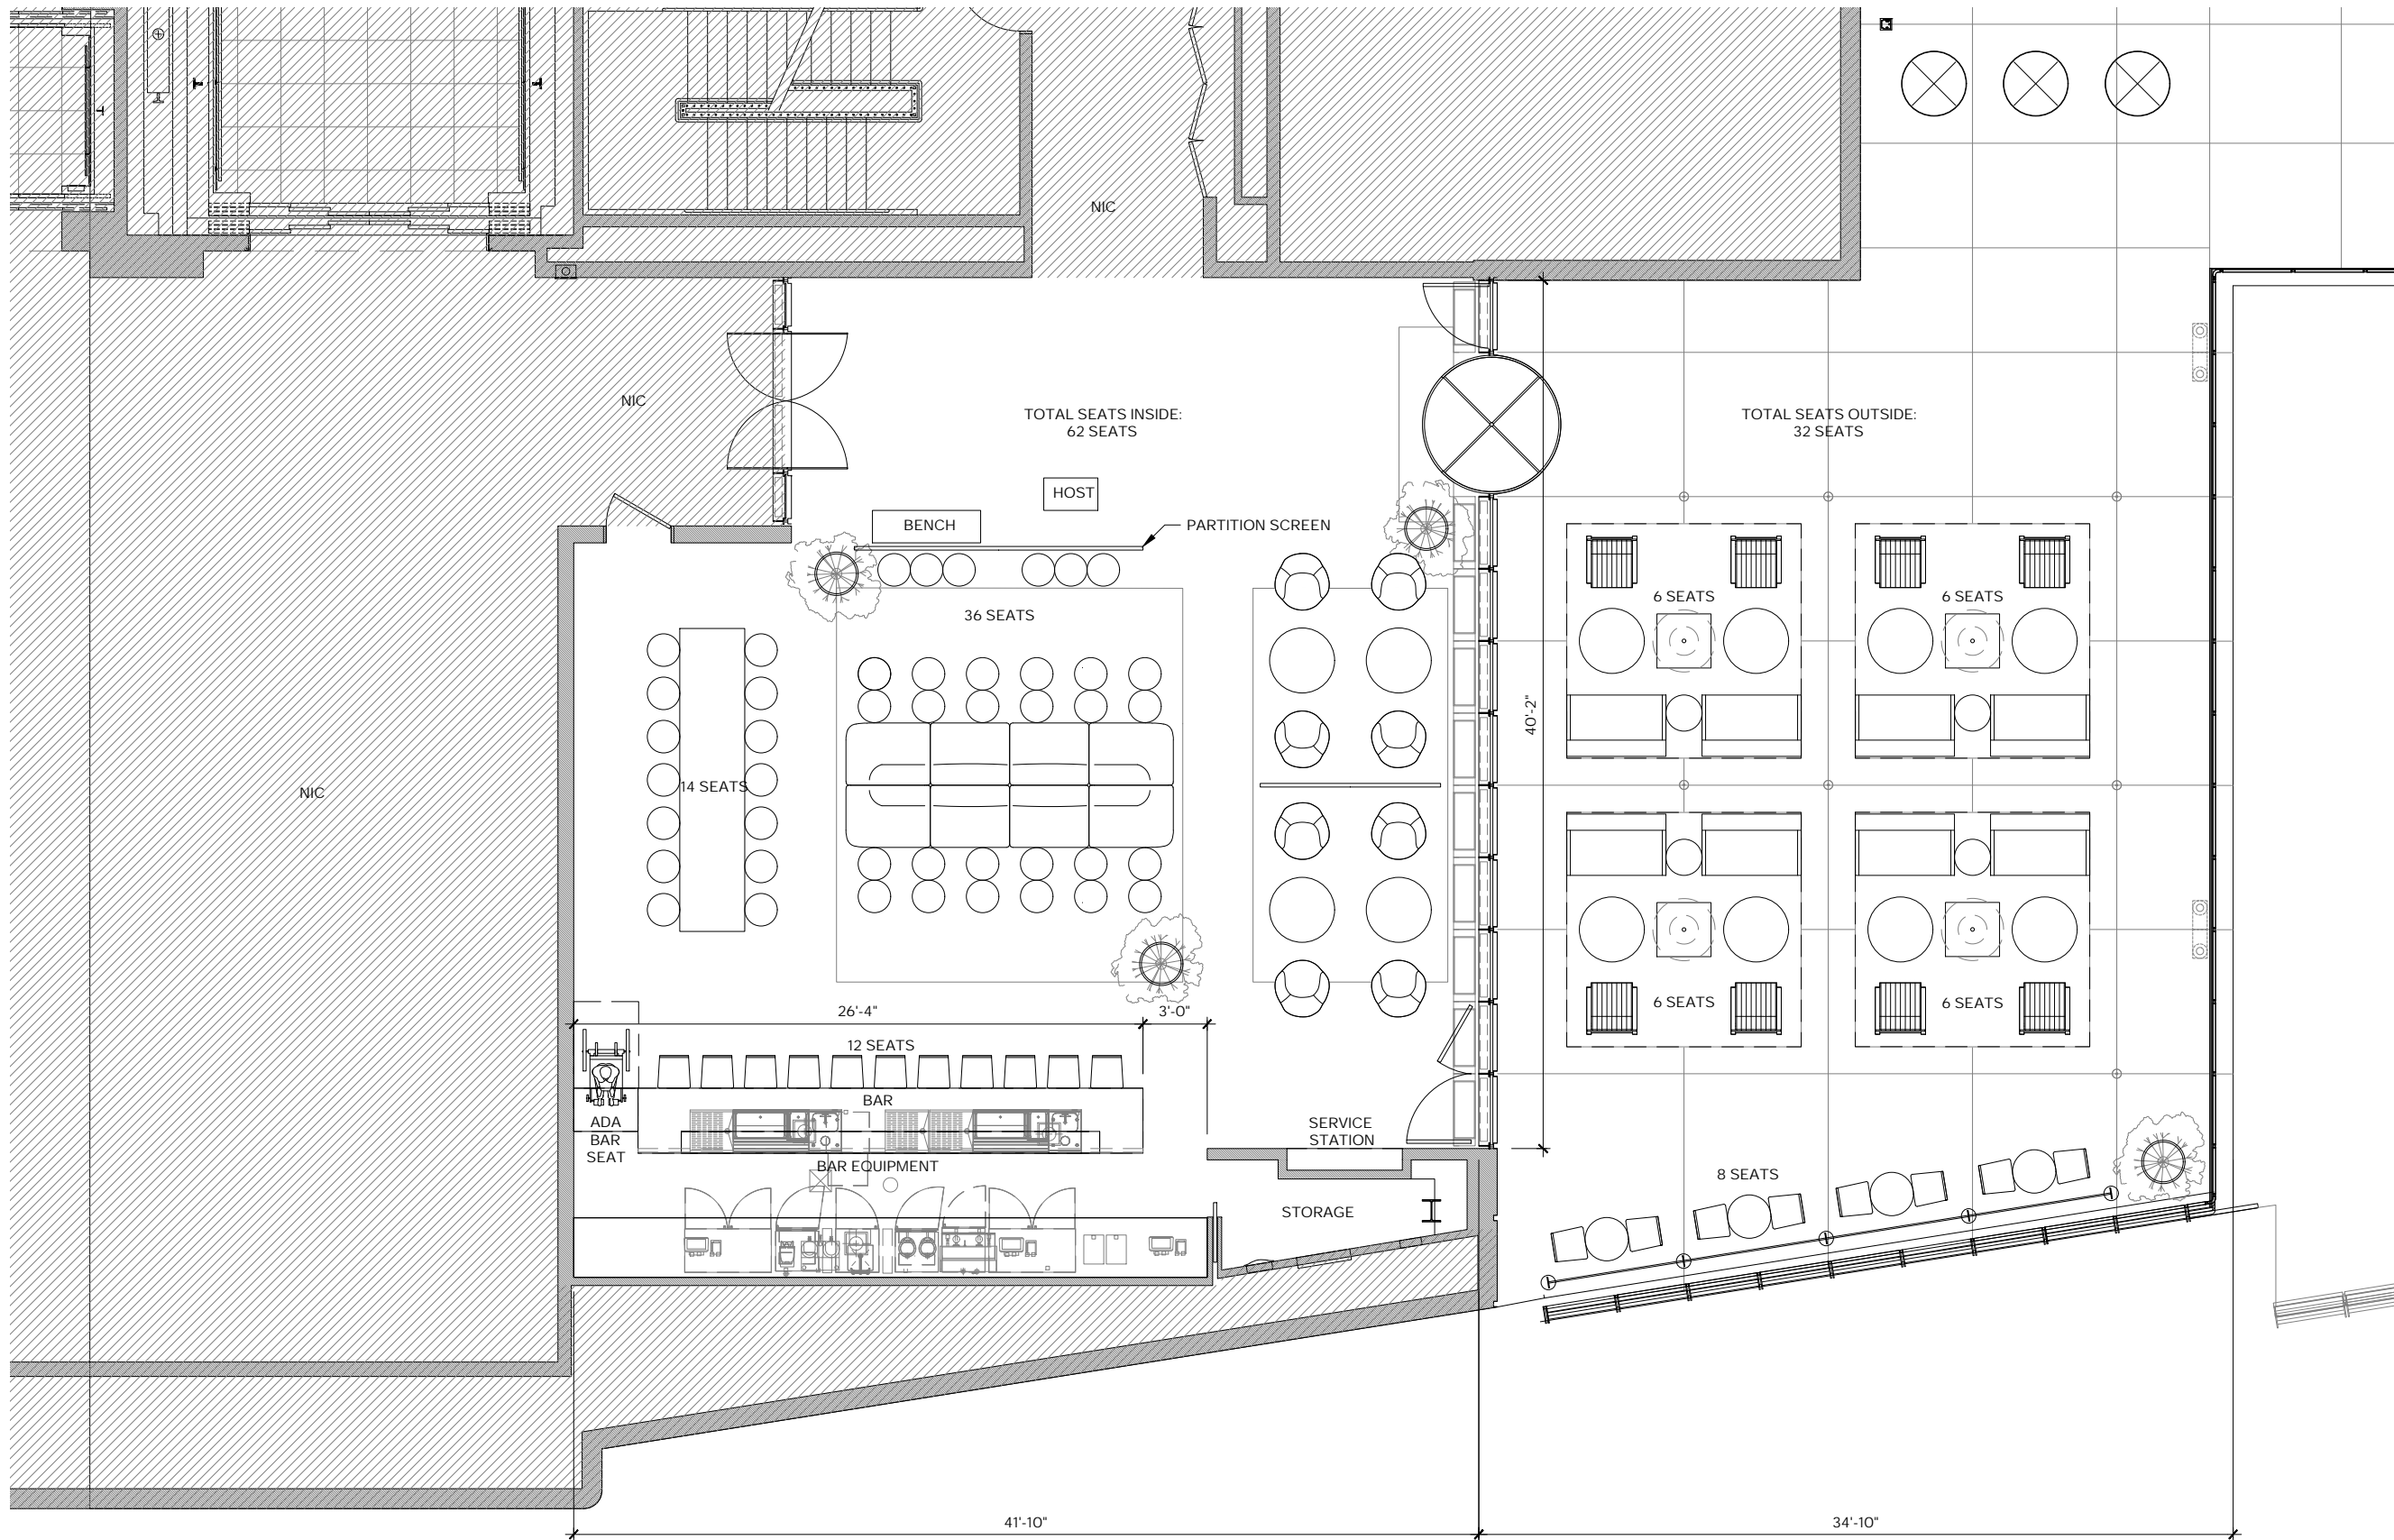 NIC
NIC
TOTAL SEATS INSIDE:
62 SEATS
TOTAL SEATS OUTSIDE:
32 SEATS
HOST
BENCH
PARTITION SCREEN
36 SEATS
6 SEATS
6 SEATS
40'-2"
NIC
14 SEATS
6 SEATS
6 SEATS
26'-4"
3'-0"
12 SEATS
BAR
ADA
BAR
SEAT
SERVICE
STATION
BAR EQUIPMENT
8 SEATS
STORAGE
41'-10"
34'-10"